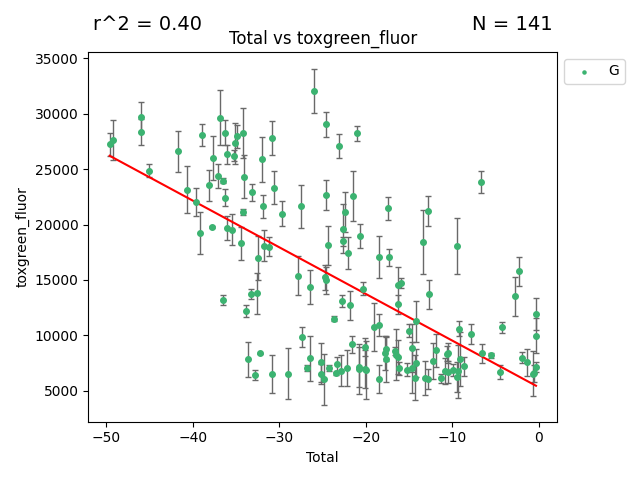 r^2 = 0.40
N = 141
Total vs toxgreen_fluor
G
35000
30000
25000
20000
15000
10000
5000
toxgreen_fluor
−50
−40
−30
−20
−10
0
Total